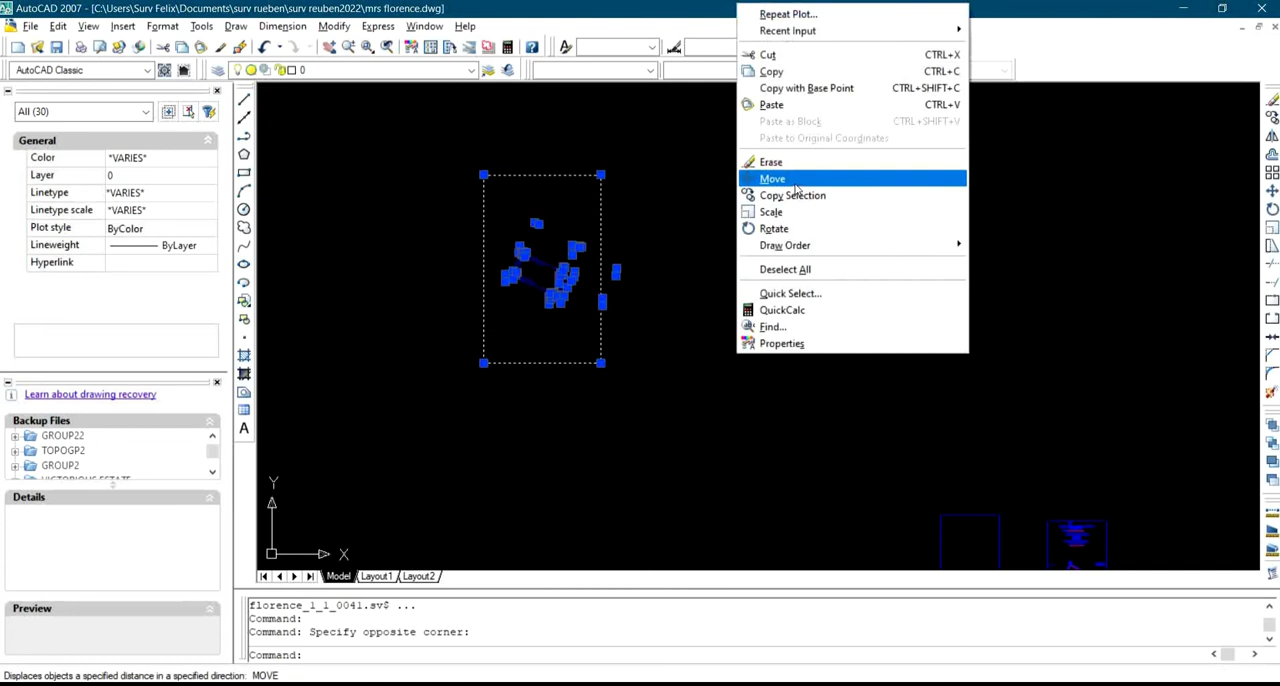 AutoCAD 2007 - [C:\Users\Surv Felix\Documents\surv rueben\surv reuben2022\mrs florence.dwg]
File Edit View Insert Format Tools Draw Dimension Modify Express Window Help
AutoCAD Classic
0
All (30)
General
Color *VARIES*
Layer 0
Linetype *VARIES*
Linetype scale *VARIES*
Plot style ByColor
Lineweight ByLayer
Hyperlink
Learn about drawing recovery
Backup Files
GROUP22
TOPOGP2
GROUP2
VICTORIOUS ESTATE
Details
Preview
A
Repeat Plot...
Recent Input
Cut CTRL+X
Copy CTRL+C
Copy with Base Point CTRL+SHIFT+C
Paste CTRL+V
Paste as Block CTRL+SHIFT+V
Paste to Original Coordinates
Erase
Move
Copy Selection
Scale
Rotate
Draw Order
Deselect All
Quick Select...
QuickCalc
Find...
Properties
Y
X
Model Layout1 Layout2
florence_1_1_0041.sv$ ...
Command:
Command: Specify opposite corner:
Command:
Displaces objects a specified distance in a specified direction: MOVE